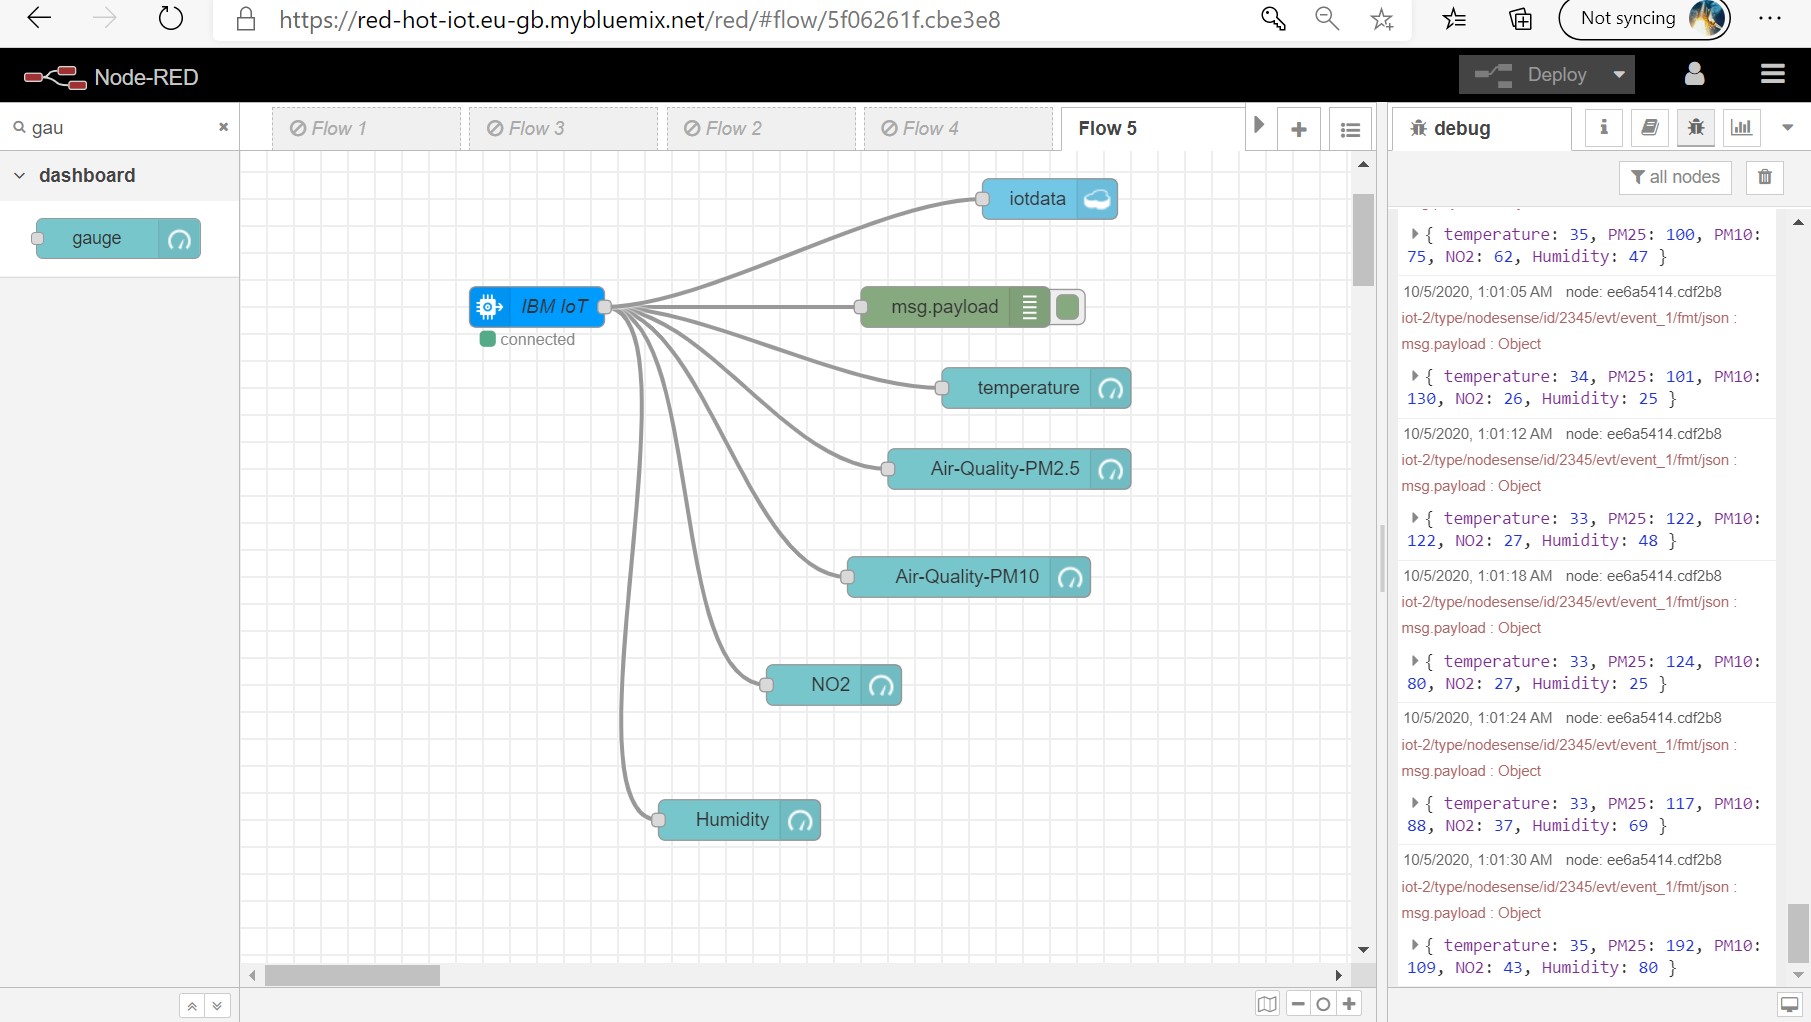 https://red-hot-iot.eu-gb.mybluemix.net/red/#flow/5f06261f.cbe3e8
Not syncing
Node-RED
Deploy
gau
Flow 1
Flow 3
Flow 2
Flow 4
Flow 5
debug
dashboard
all nodes
gauge
iotdata
IBM IoT
connected
msg.payload
temperature
Air-Quality-PM2.5
Air-Quality-PM10
NO2
Humidity
{ temperature: 35, PM25: 100, PM10:
75, NO2: 62, Humidity: 47 }
10/5/2020, 1:01:05 AM node: ee6a5414.cdf2b8
iot-2/type/nodesense/id/2345/evt/event_1/fmt/json :
msg.payload : Object
{ temperature: 34, PM25: 101, PM10:
130, NO2: 26, Humidity: 25 }
10/5/2020, 1:01:12 AM node: ee6a5414.cdf2b8
iot-2/type/nodesense/id/2345/evt/event_1/fmt/json :
msg.payload : Object
{ temperature: 33, PM25: 122, PM10:
122, NO2: 27, Humidity: 48 }
10/5/2020, 1:01:18 AM node: ee6a5414.cdf2b8
iot-2/type/nodesense/id/2345/evt/event_1/fmt/json :
msg.payload : Object
{ temperature: 33, PM25: 124, PM10:
80, NO2: 27, Humidity: 25 }
10/5/2020, 1:01:24 AM node: ee6a5414.cdf2b8
iot-2/type/nodesense/id/2345/evt/event_1/fmt/json :
msg.payload : Object
{ temperature: 33, PM25: 117, PM10:
88, NO2: 37, Humidity: 69 }
10/5/2020, 1:01:30 AM node: ee6a5414.cdf2b8
iot-2/type/nodesense/id/2345/evt/event_1/fmt/json :
msg.payload : Object
{ temperature: 35, PM25: 192, PM10:
109, NO2: 43, Humidity: 80 }